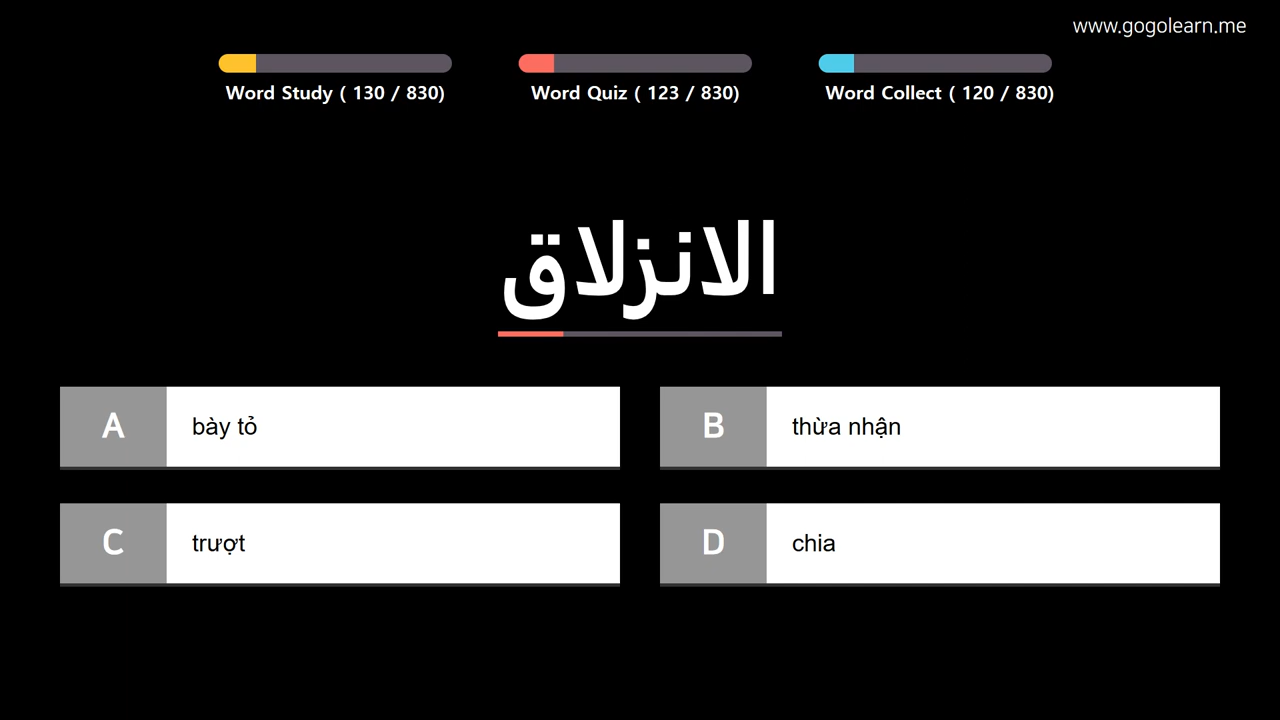 www.gogolearn.me
Word Study ( 130 / 830)
Word Quiz ( 123 / 830)
Word Collect ( 120 / 830)
الانزلاق
A
bày tỏ
B
thừa nhận
C
trượt
D
chia